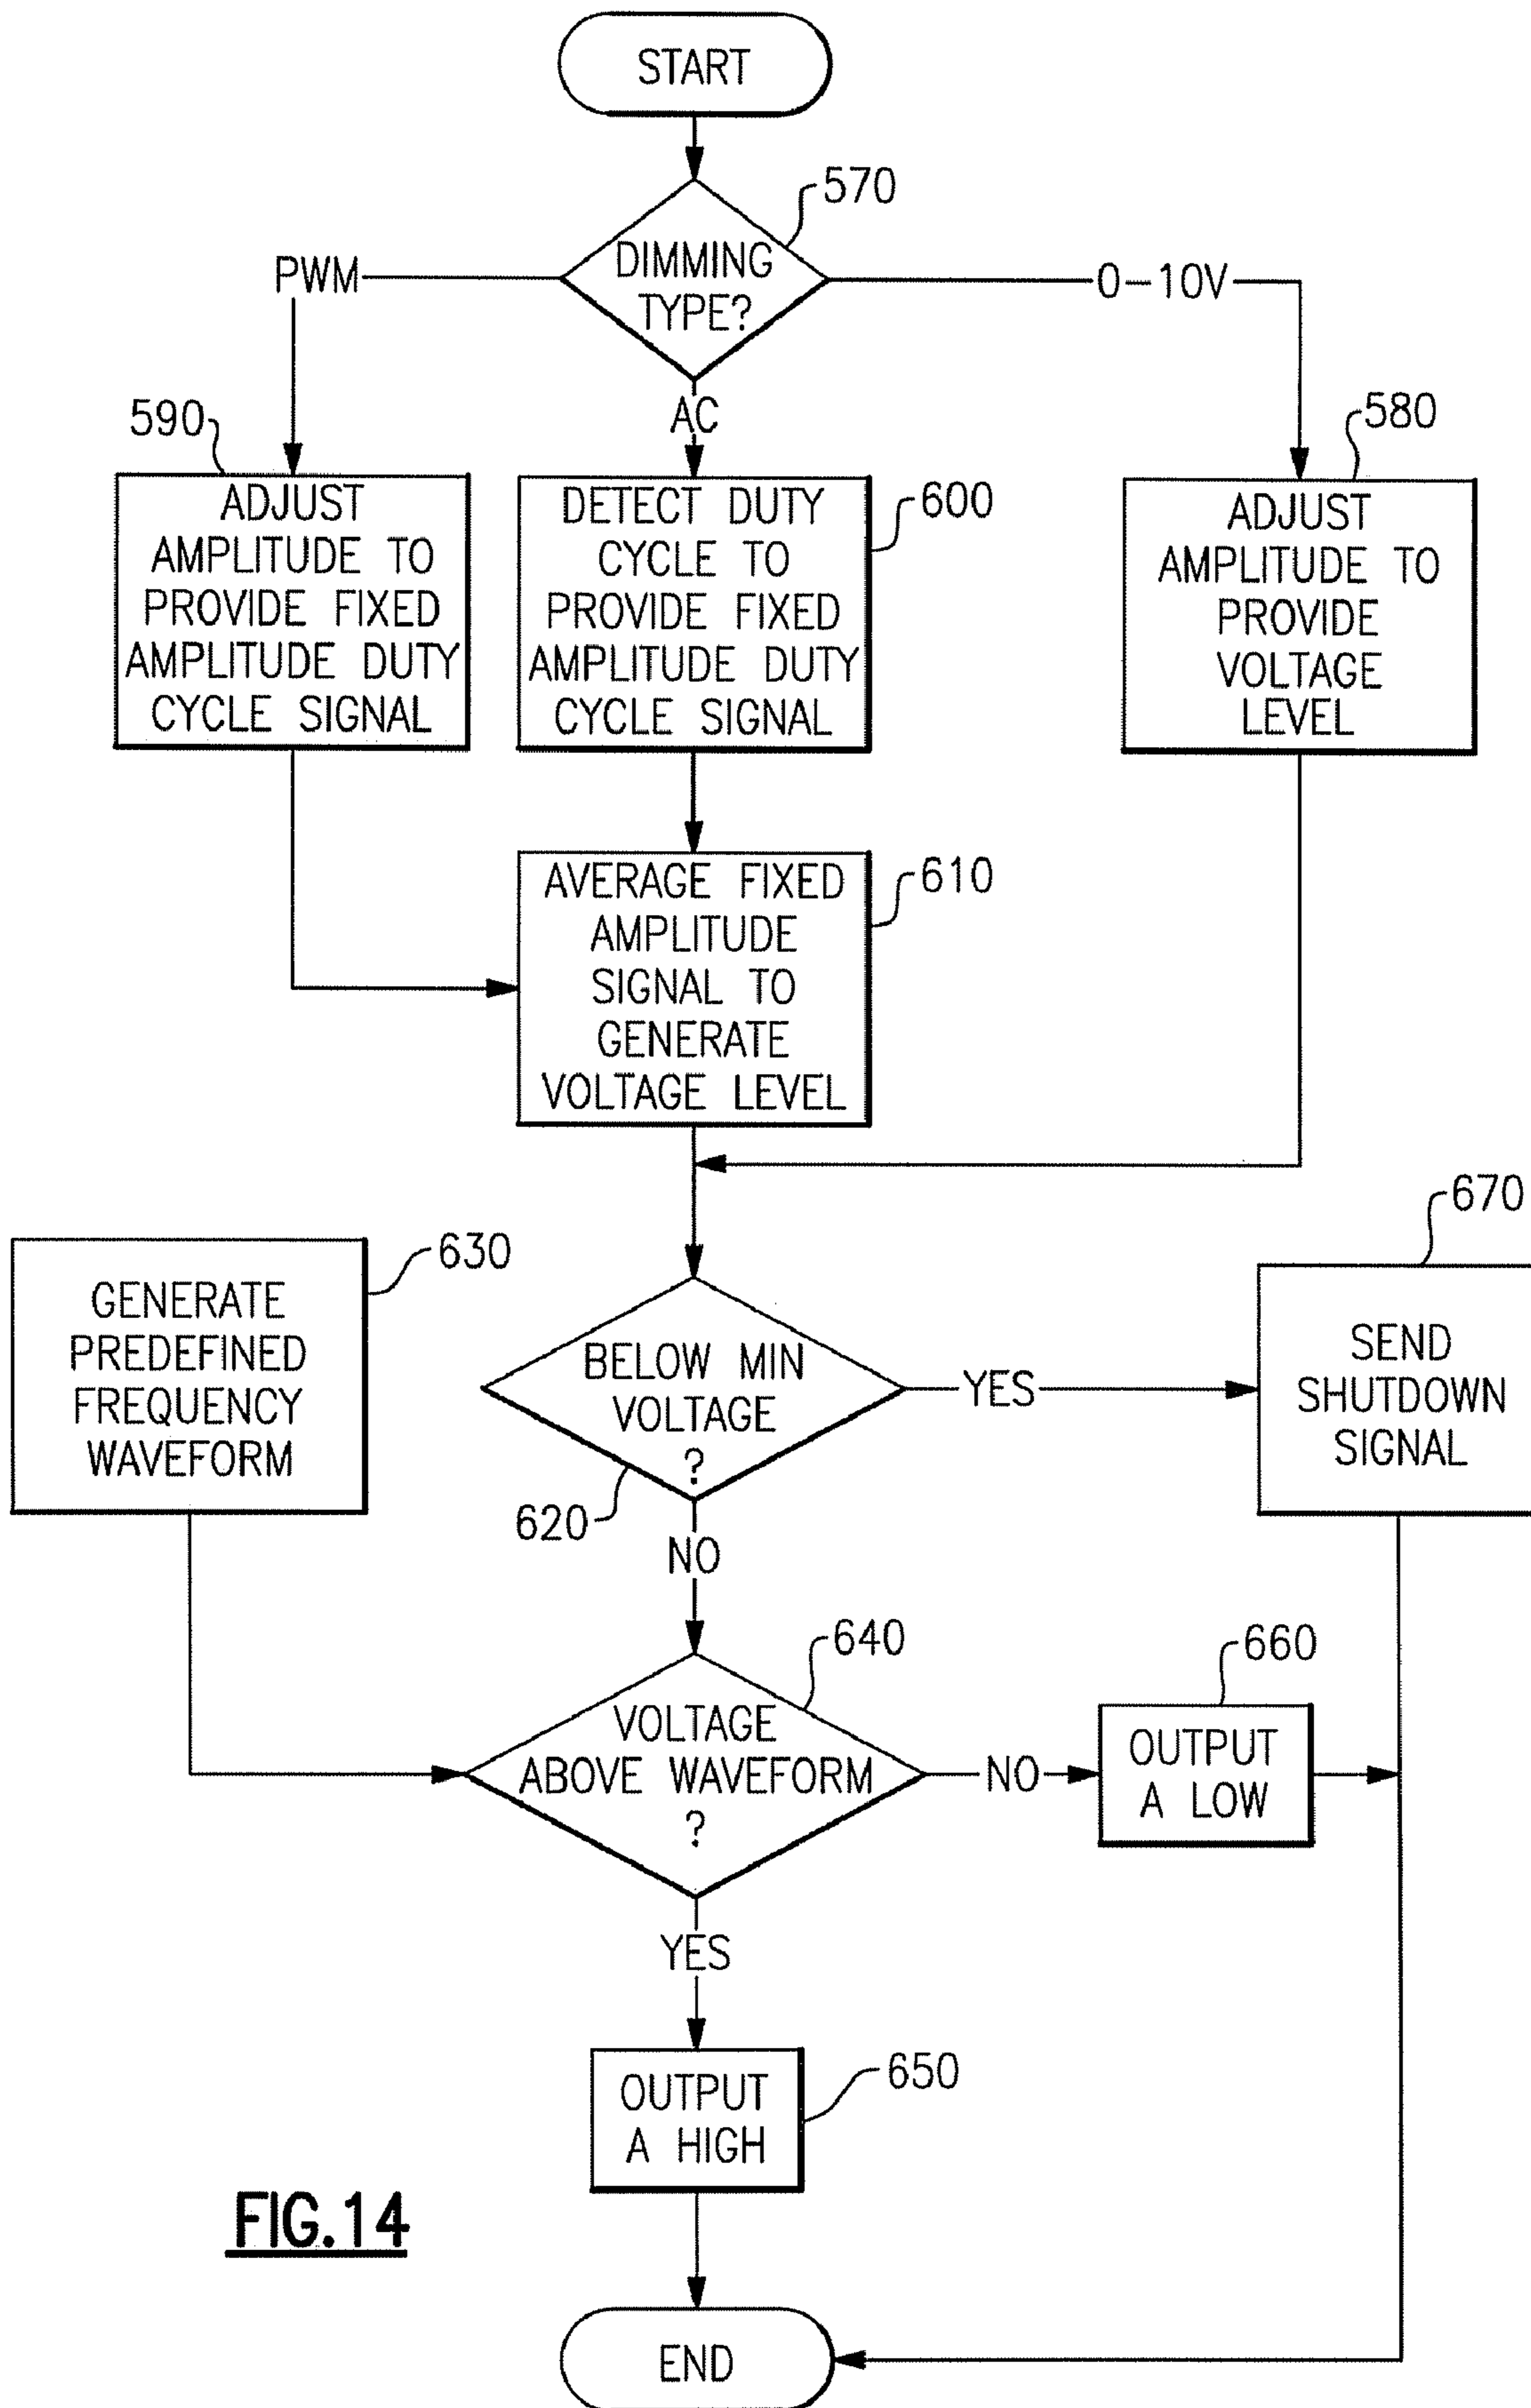 START
570
DIMMING
TYPE?
PWM
0-10V
AC
590
ADJUST
AMPLITUDE TO
PROVIDE FIXED
AMPLITUDE DUTY
CYCLE SIGNAL
600
DETECT DUTY
CYCLE TO
PROVIDE FIXED
AMPLITUDE DUTY
CYCLE SIGNAL
580
ADJUST
AMPLITUDE TO
PROVIDE
VOLTAGE
LEVEL
610
AVERAGE FIXED
AMPLITUDE
SIGNAL TO
GENERATE
VOLTAGE LEVEL
630
GENERATE
PREDEFINED
FREQUENCY
WAVEFORM
BELOW MIN
VOLTAGE
?
620
YES
670
SEND
SHUTDOWN
SIGNAL
NO
640
VOLTAGE
ABOVE WAVEFORM
?
NO
660
OUTPUT
A LOW
YES
650
OUTPUT
A HIGH
FIG.14
END